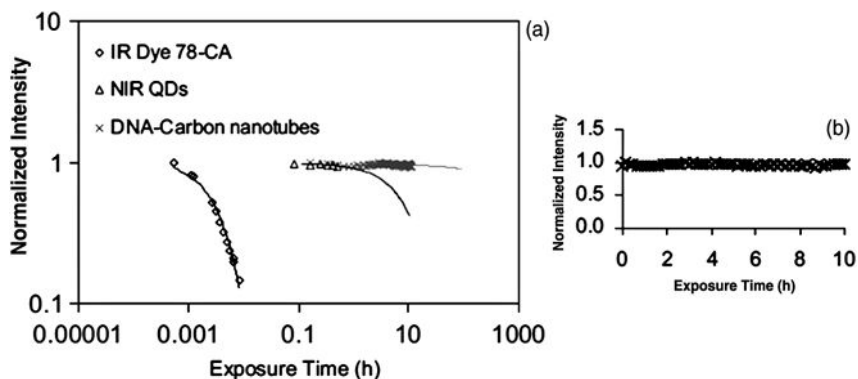 10
(a)
IR Dye 78-CA
NIR QDs
DNA-Carbon nanotubes
Normalized Intensity
1
0.1
0.00001
0.001
0.1
10
1000
Exposure Time (h)
(b)
Normalized Intensity
1.5
1.0
0.5
0.0
0
2
4
6
8
10
Exposure Time (h)